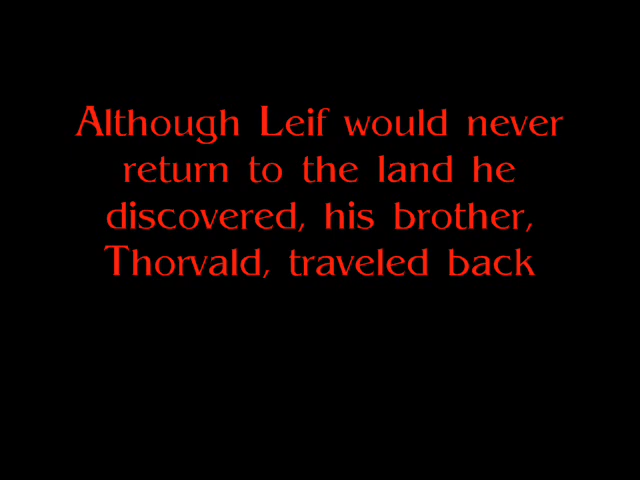 Although Leif would never
return to the land he
discovered, his brother,
Thorvald, traveled back